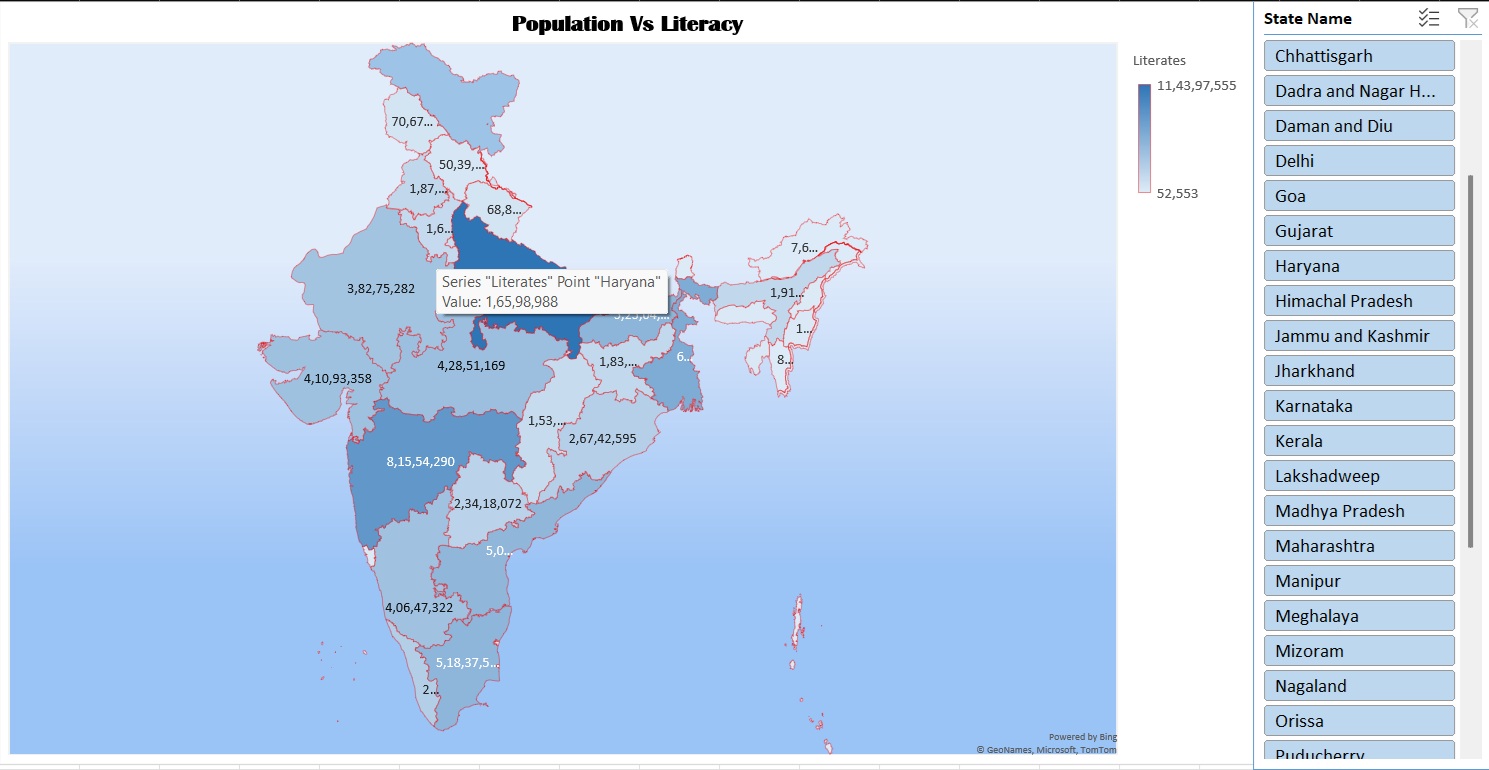 Population Vs Literacy
State Name
Literates
11,43,97,555
52,553
70,67...
50,39,...
1,87,...
68,8...
1,6...
3,82,75,282
Series "Literates" Point "Haryana"
Value: 1,65,98,988
7,6...
1,91...
1...
8...
6...
1,83,...
4,28,51,169
4,10,93,358
1,53,...
2,67,42,595
8,15,54,290
2,34,18,072
5,0...
4,06,47,322
5,18,37,5...
2...
Powered by Bing
© GeoNames, Microsoft, TomTom
Chhattisgarh
Dadra and Nagar H...
Daman and Diu
Delhi
Goa
Gujarat
Haryana
Himachal Pradesh
Jammu and Kashmir
Jharkhand
Karnataka
Kerala
Lakshadweep
Madhya Pradesh
Maharashtra
Manipur
Meghalaya
Mizoram
Nagaland
Orissa
Puducherry